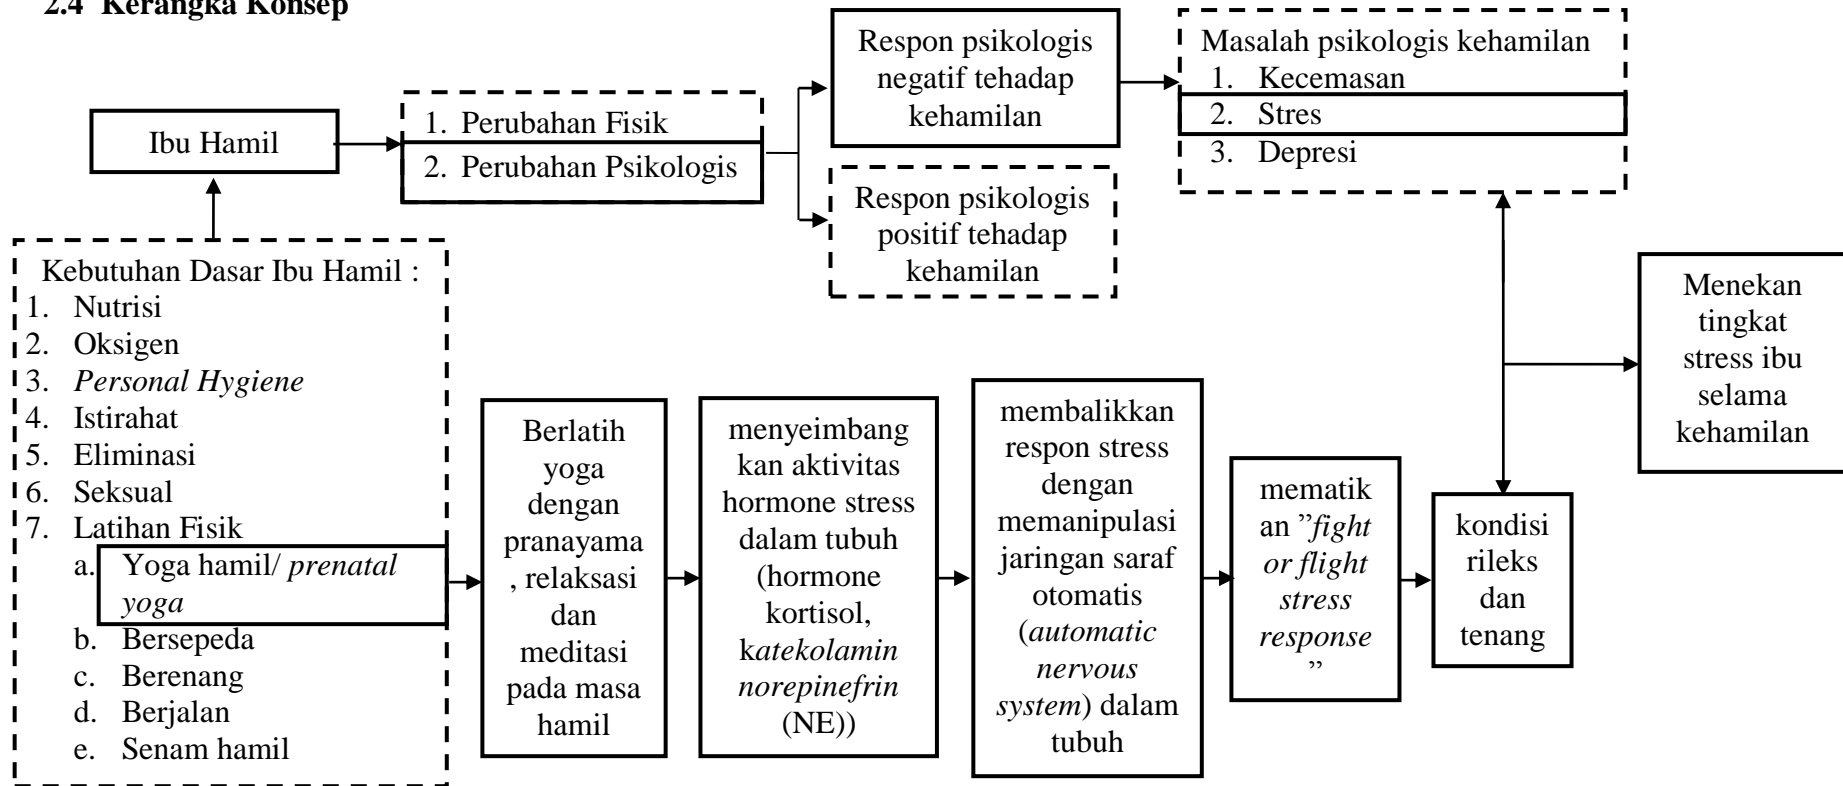 2.4 Kerangka Konsep
Ibu Hamil
1. Perubahan Fisik
2. Perubahan Psikologis
Respon psikologis
negatif tehadap
kehamilan
Respon psikologis
positif tehadap
kehamilan
Masalah psikologis kehamilan
1. Kecemasan
2. Stres
3. Depresi
Kebutuhan Dasar Ibu Hamil :
1. Nutrisi
2. Oksigen
3. Personal Hygiene
4. Istirahat
5. Eliminasi
6. Seksual
7. Latihan Fisik
a. Yoga hamil/ prenatal
yoga
b. Bersepeda
c. Berenang
d. Berjalan
e. Senam hamil
Berlatih
yoga
dengan
pranayama
, relaksasi
dan
meditasi
pada masa
hamil
menyeimbang
kan aktivitas
hormone stress
dalam tubuh
(hormone
kortisol,
katekolamin
norepinefrin
(NE))
membalikkan
respon stress
dengan
memanipulasi
jaringan saraf
otomatis
(automatic
nervous
system) dalam
tubuh
mematik
an ”fight
or flight
stress
response
”
kondisi
rileks
dan
tenang
Menekan
tingkat
stress ibu
selama
kehamilan